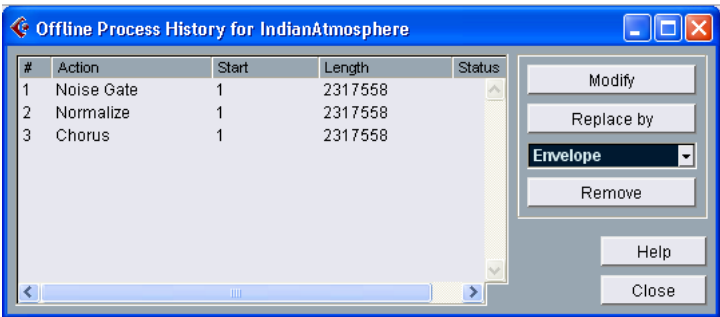 Offline Process History for IndianAtmosphere
# Action Start Length Status
1 Noise Gate 1 2317558
2 Normalize 1 2317558
3 Chorus 1 2317558
Modify
Replace by
Envelope
Remove
Help
Close